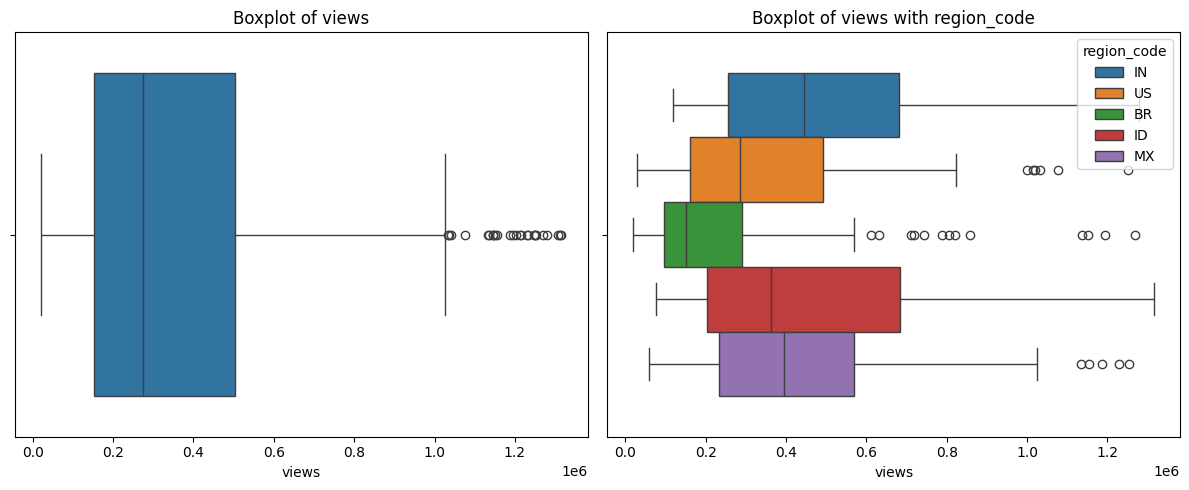 Boxplot of views
0.0 0.2 0.4 0.6 0.8 1.0 1.2
1e6
views
Boxplot of views with region_code
region_code
IN
US
BR
ID
MX
0.0 0.2 0.4 0.6 0.8 1.0 1.2
1e6
views